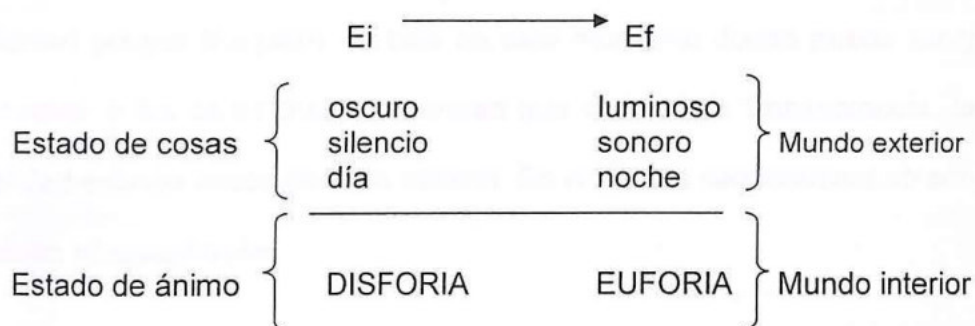 Ei Ef
oscuro luminoso
Estado de cosas silencio sonoro Mundo exterior
día noche
Estado de ánimo DISFORIA EUFORIA Mundo interior